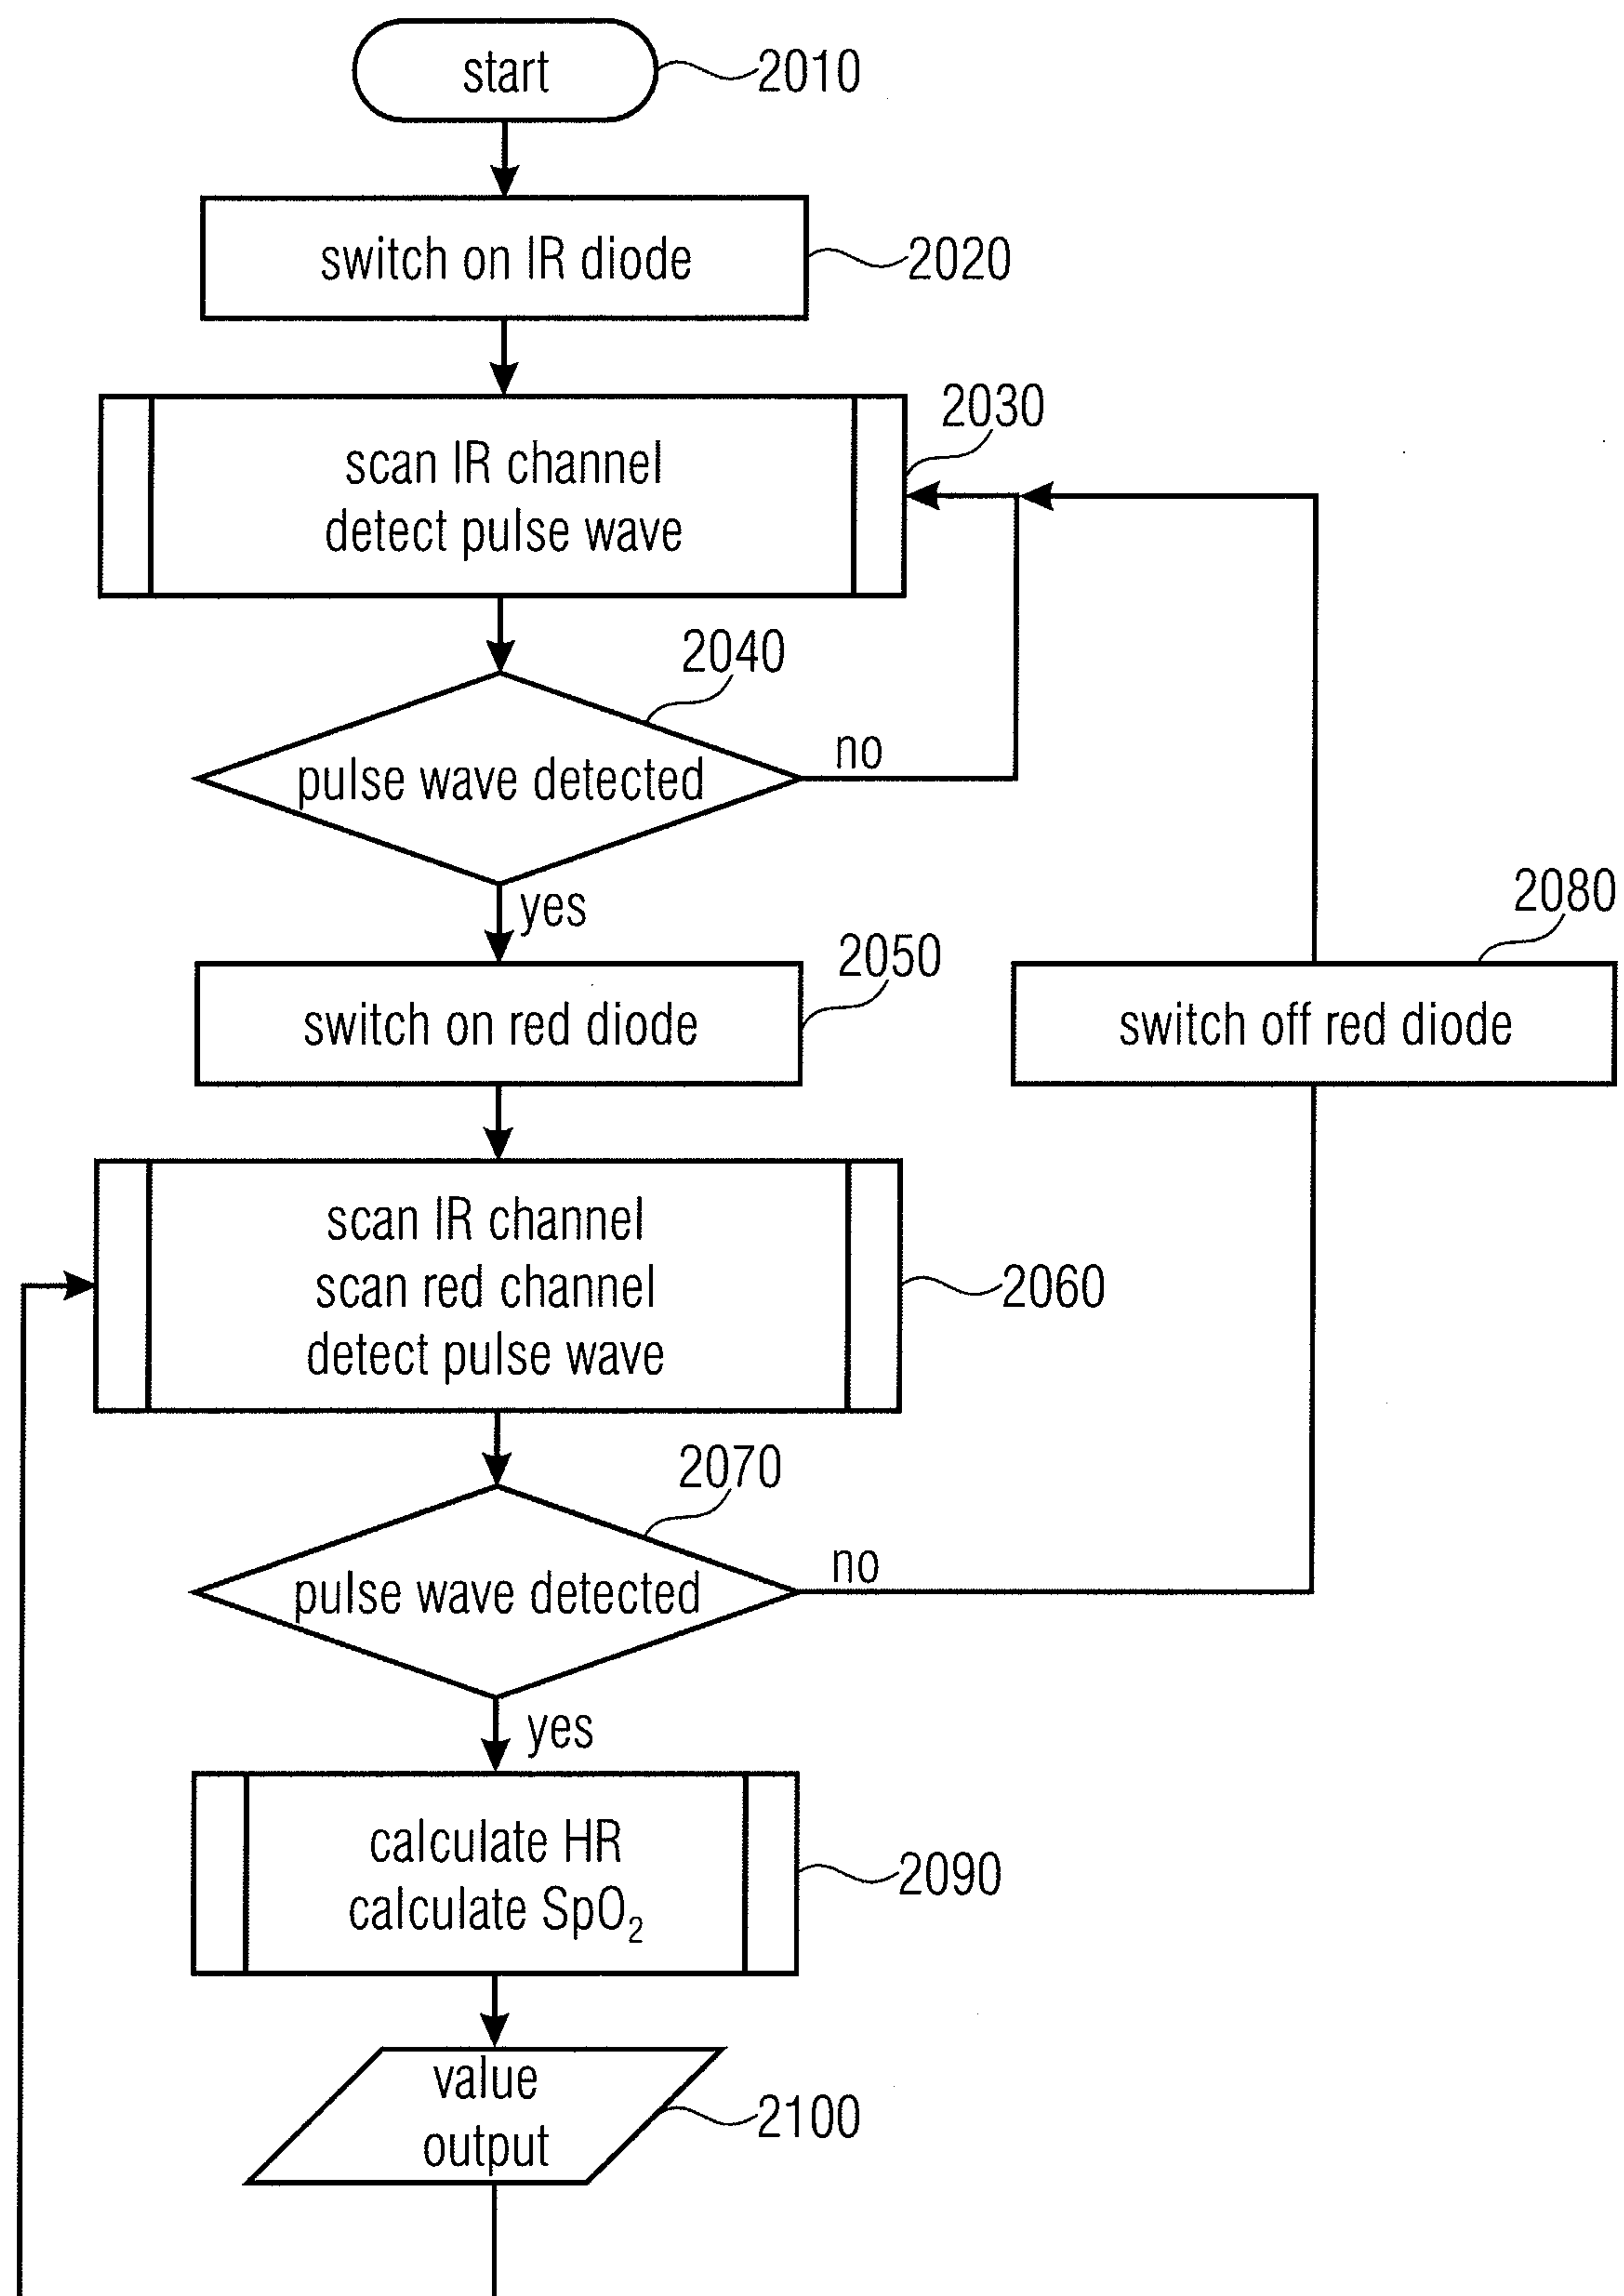 start
2010
switch on IR diode
2020
2030
scan IR channel
detect pulse wave
2040
pulse wave detected
no
yes
2050
2080
switch on red diode
switch off red diode
scan IR channel
scan red channel
detect pulse wave
2060
2070
pulse wave detected
no
yes
calculate HR
calculate SpO₂
2090
value
output
2100